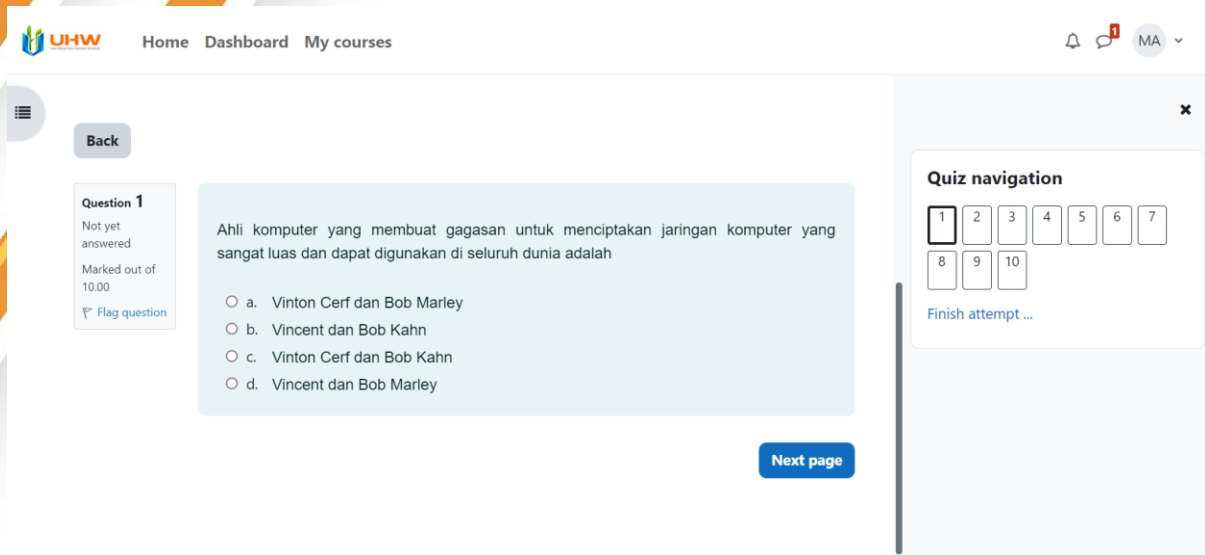 UHW
Home Dashboard My courses
1
MA
Back
Question 1
Not yet
answered
Marked out of
10.00
Flag question
Ahli komputer yang membuat gagasan untuk menciptakan jaringan komputer yang
sangat luas dan dapat digunakan di seluruh dunia adalah
a. Vinton Cerf dan Bob Marley
b. Vincent dan Bob Kahn
c. Vinton Cerf dan Bob Kahn
d. Vincent dan Bob Marley
Next page
Quiz navigation
1 2 3 4 5 6 7
8 9 10
Finish attempt ...